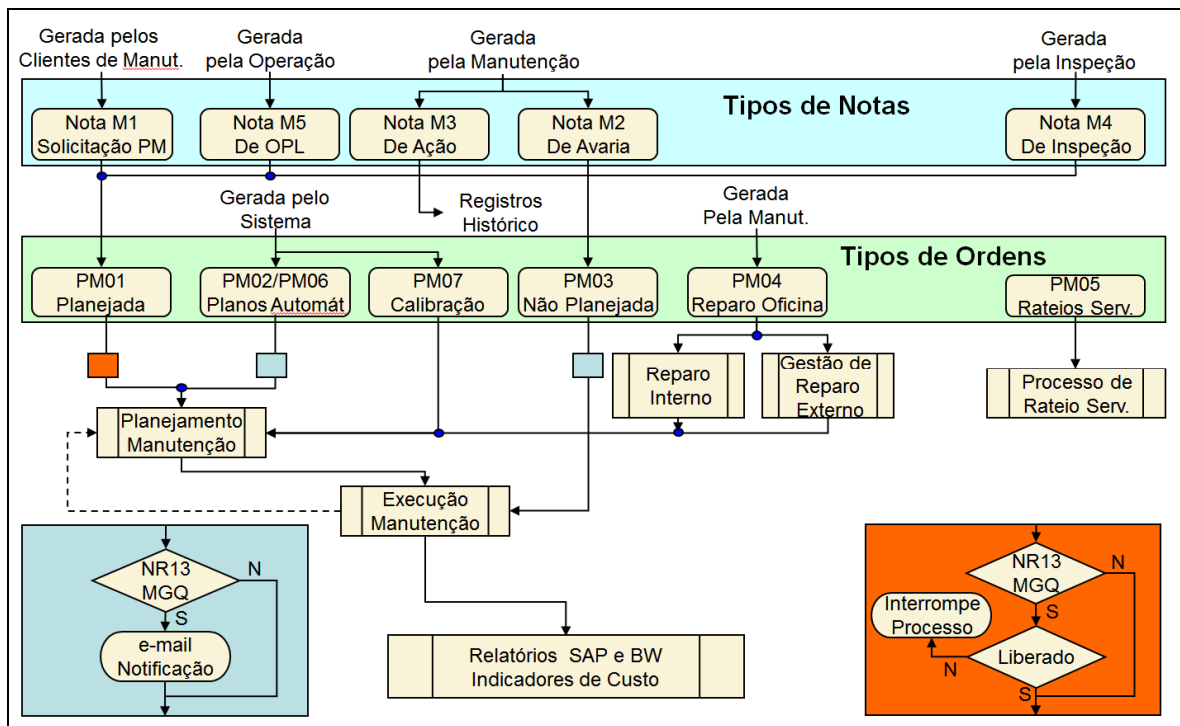 Gerada pelos
Clientes de Manut.
Gerada
pela Operação
Gerada
pela Manutenção
Gerada
pela Inspeção
Tipos de Notas
Nota M1
Solicitação PM
Nota M5
De OPL
Nota M3
De Ação
Nota M2
De Avaria
Nota M4
De Inspeção
Gerada pelo
Sistema
Registros
Histórico
Gerada
Pela Manut.
Tipos de Ordens
PM01
Planejada
PM02/PM06
Planos Automát
PM07
Calibração
PM03
Não Planejada
PM04
Reparo Oficina
PM05
Rateios Serv.
Reparo
Interno
Gestão de
Reparo
Externo
Processo de
Rateio Serv.
Planejamento
Manutenção
Execução
Manutenção
NR13
MGQ
N
S
e-mail
Notificação
Relatórios SAP e BW
Indicadores de Custo
NR13
MGQ
N
S
Interrompe
Processo
Liberado
N
S